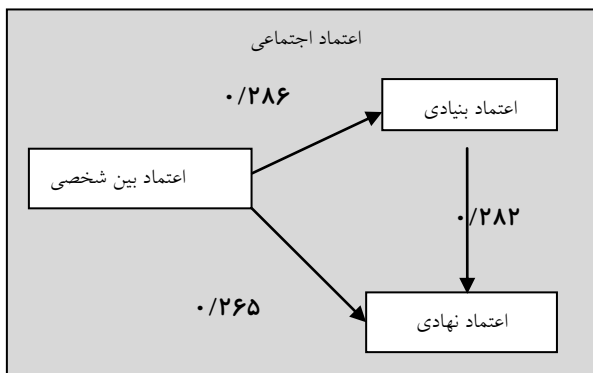 اعتماد اجتماعی
۰/۲۸۶
اعتماد بنیادی
اعتماد بین شخصی
۰/۲۸۲
۰/۲۶۵
اعتماد نهادی